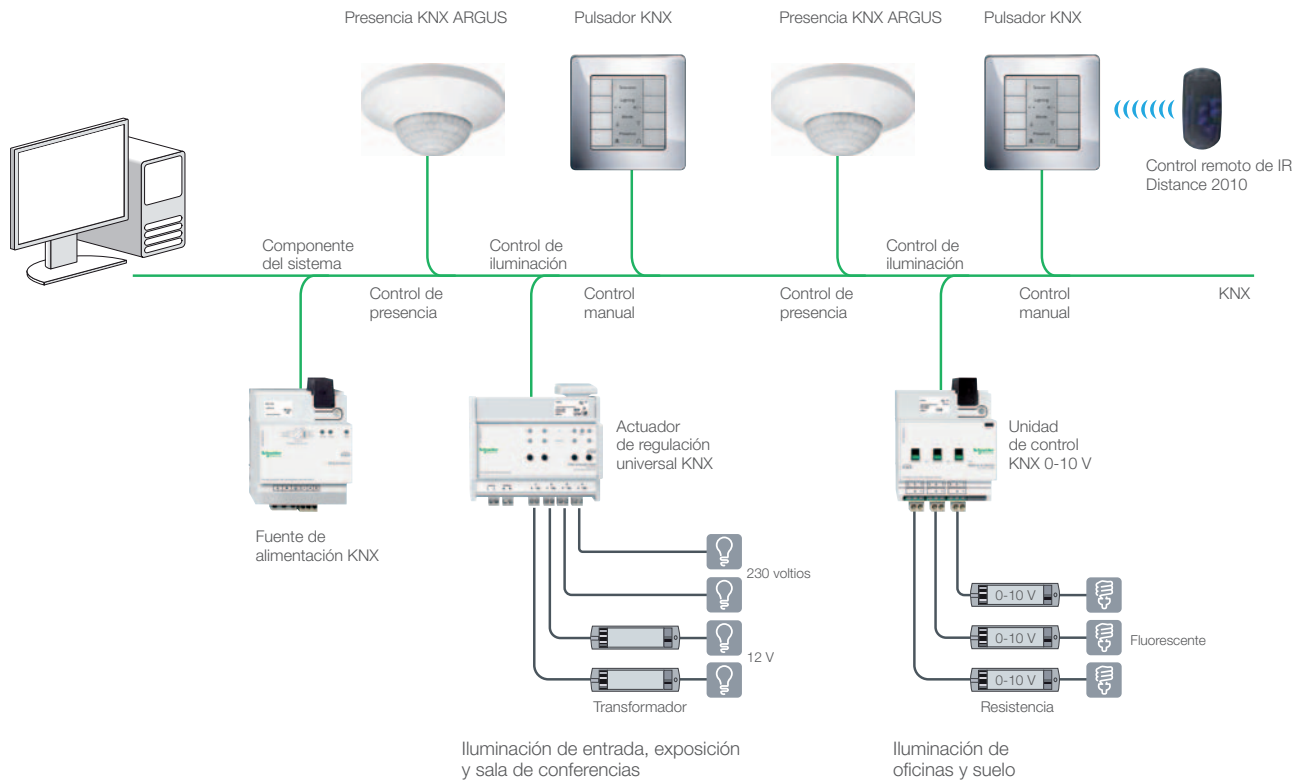 Presencia KNX ARGUS
Pulsador KNX
Presencia KNX ARGUS
Pulsador KNX
Control remoto de IR
Distance 2010
Componente
del sistema
Control de
iluminación
Control de
iluminación
Control de
presencia
Control
manual
Control de
presencia
Control
manual
KNX
Actuador
de regulación
universal KNX
Unidad
de control
KNX 0-10 V
Fuente de
alimentación KNX
230 voltios
12 V
Transformador
0-10 V
0-10 V
0-10 V
Fluorescente
Resistencia
Iluminación de entrada, exposición
y sala de conferencias
Iluminación de
oficinas y suelo